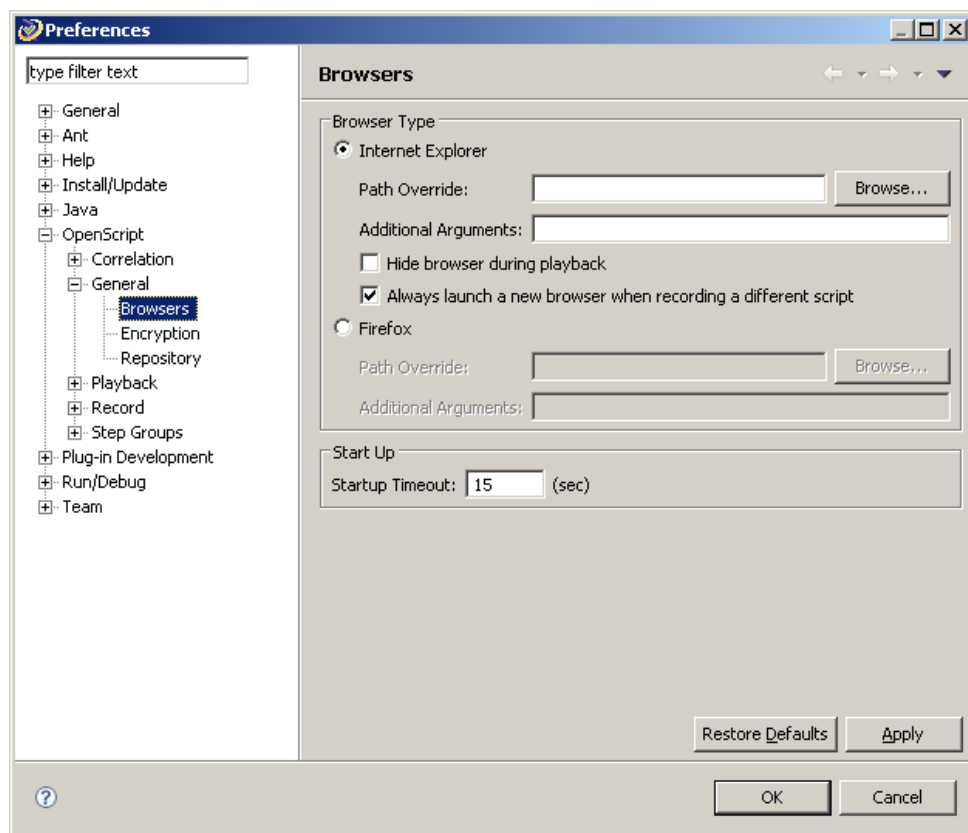 Preferences
type filter text
General
Ant
Help
Install/Update
Java
OpenScript
Correlation
General
Browsers
Encryption
Repository
Playback
Record
Step Groups
Plug-in Development
Run/Debug
Team
Browsers
Browser Type
Internet Explorer
Path Override: Browse...
Additional Arguments:
Hide browser during playback
Always launch a new browser when recording a different script
Firefox
Path Override: Browse...
Additional Arguments:
Start Up
Startup Timeout: 15 (sec)
Restore Defaults Apply
? OK Cancel